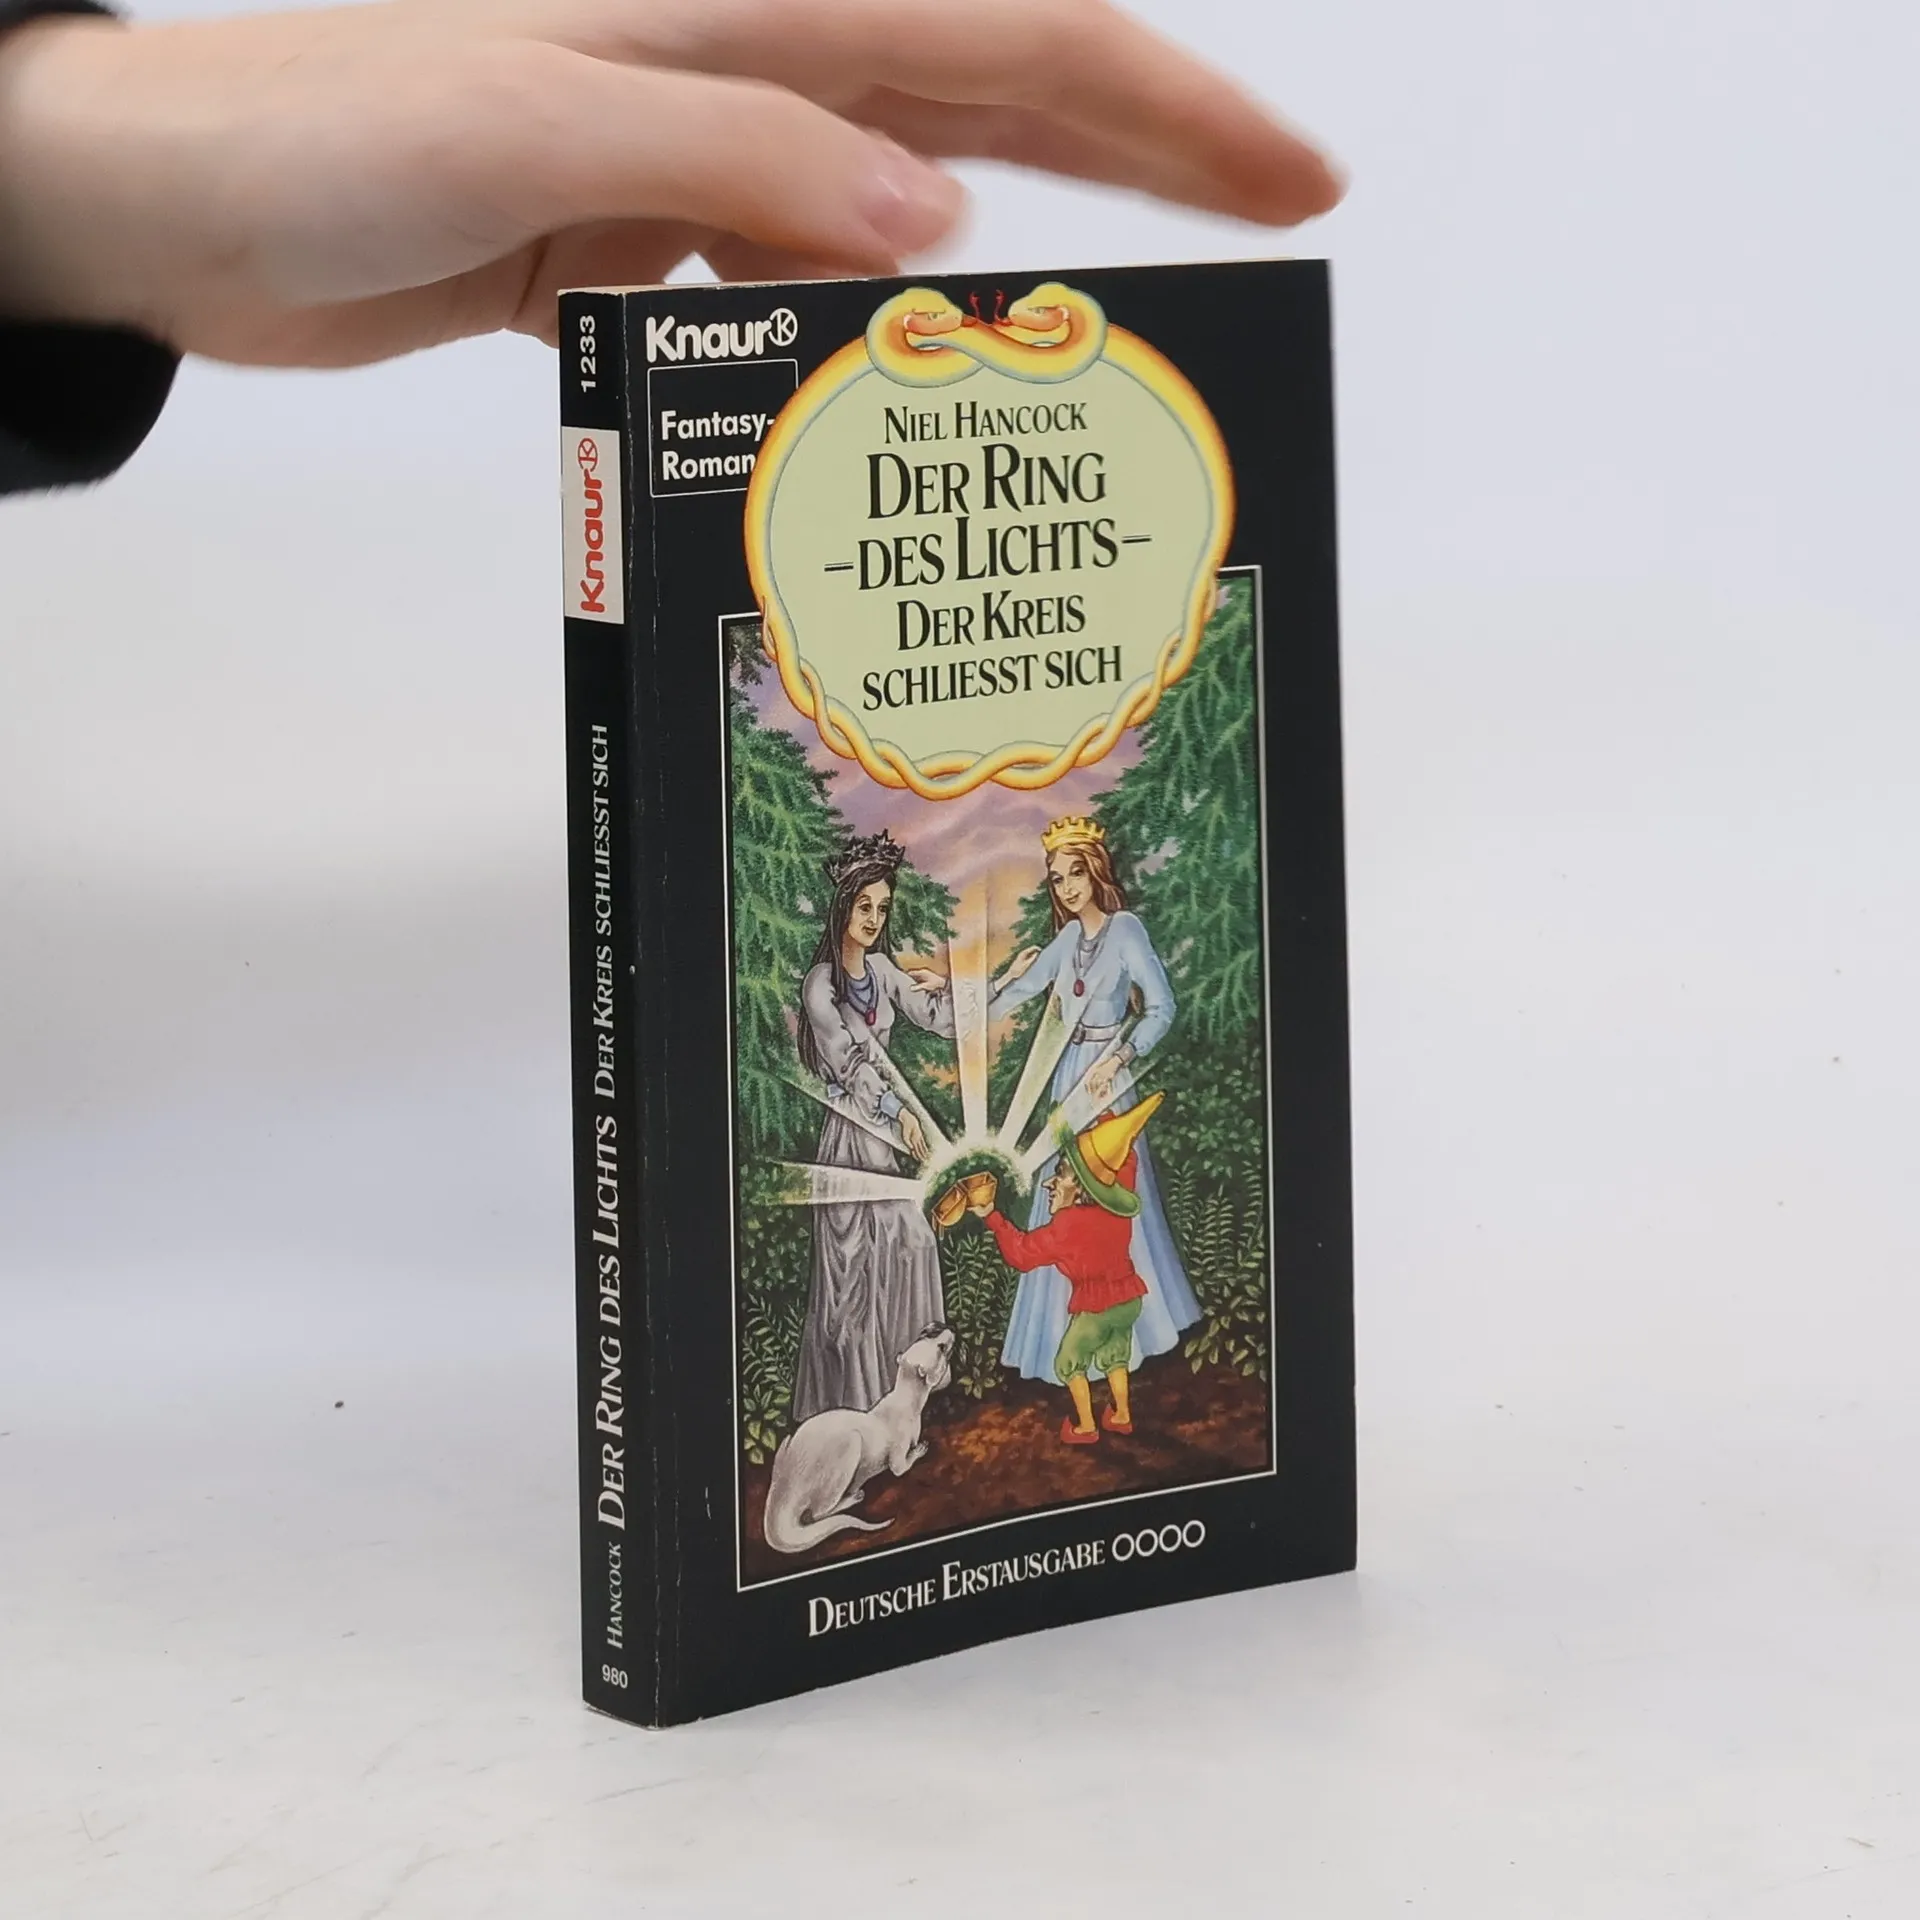 Knaur
Fantasy-
Roman
NIEL HANCOCK
DER RING
-DES LICHTS-
DER KREIS
SCHLIESST SICH
DEUTSCHE ERSTAUSGABE
1233
Knaur
HANCOCK DER RING DES LICHTS DER KREIS SCHLIESST SICH
980